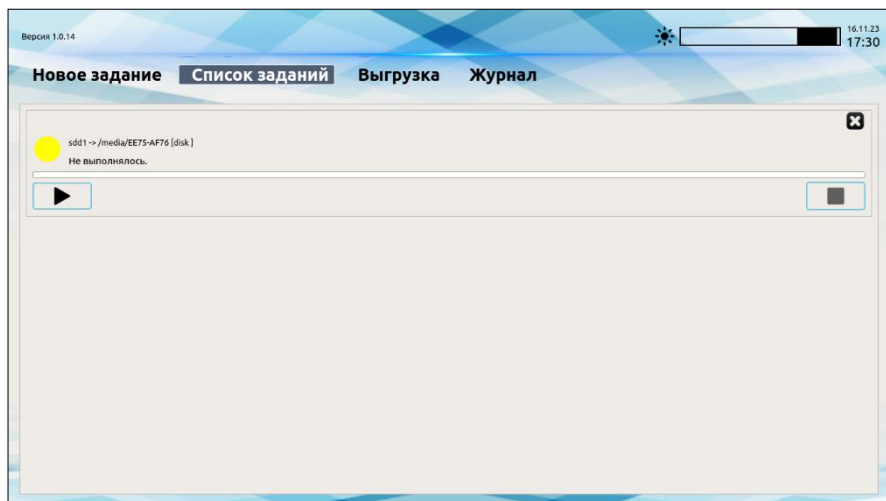 Версия 1.0.14
16.11.23
17:30
Новое задание Список заданий Выгрузка Журнал
sdd1 -> /media/EE75-AF76 [disk ]
Не выполнялось.